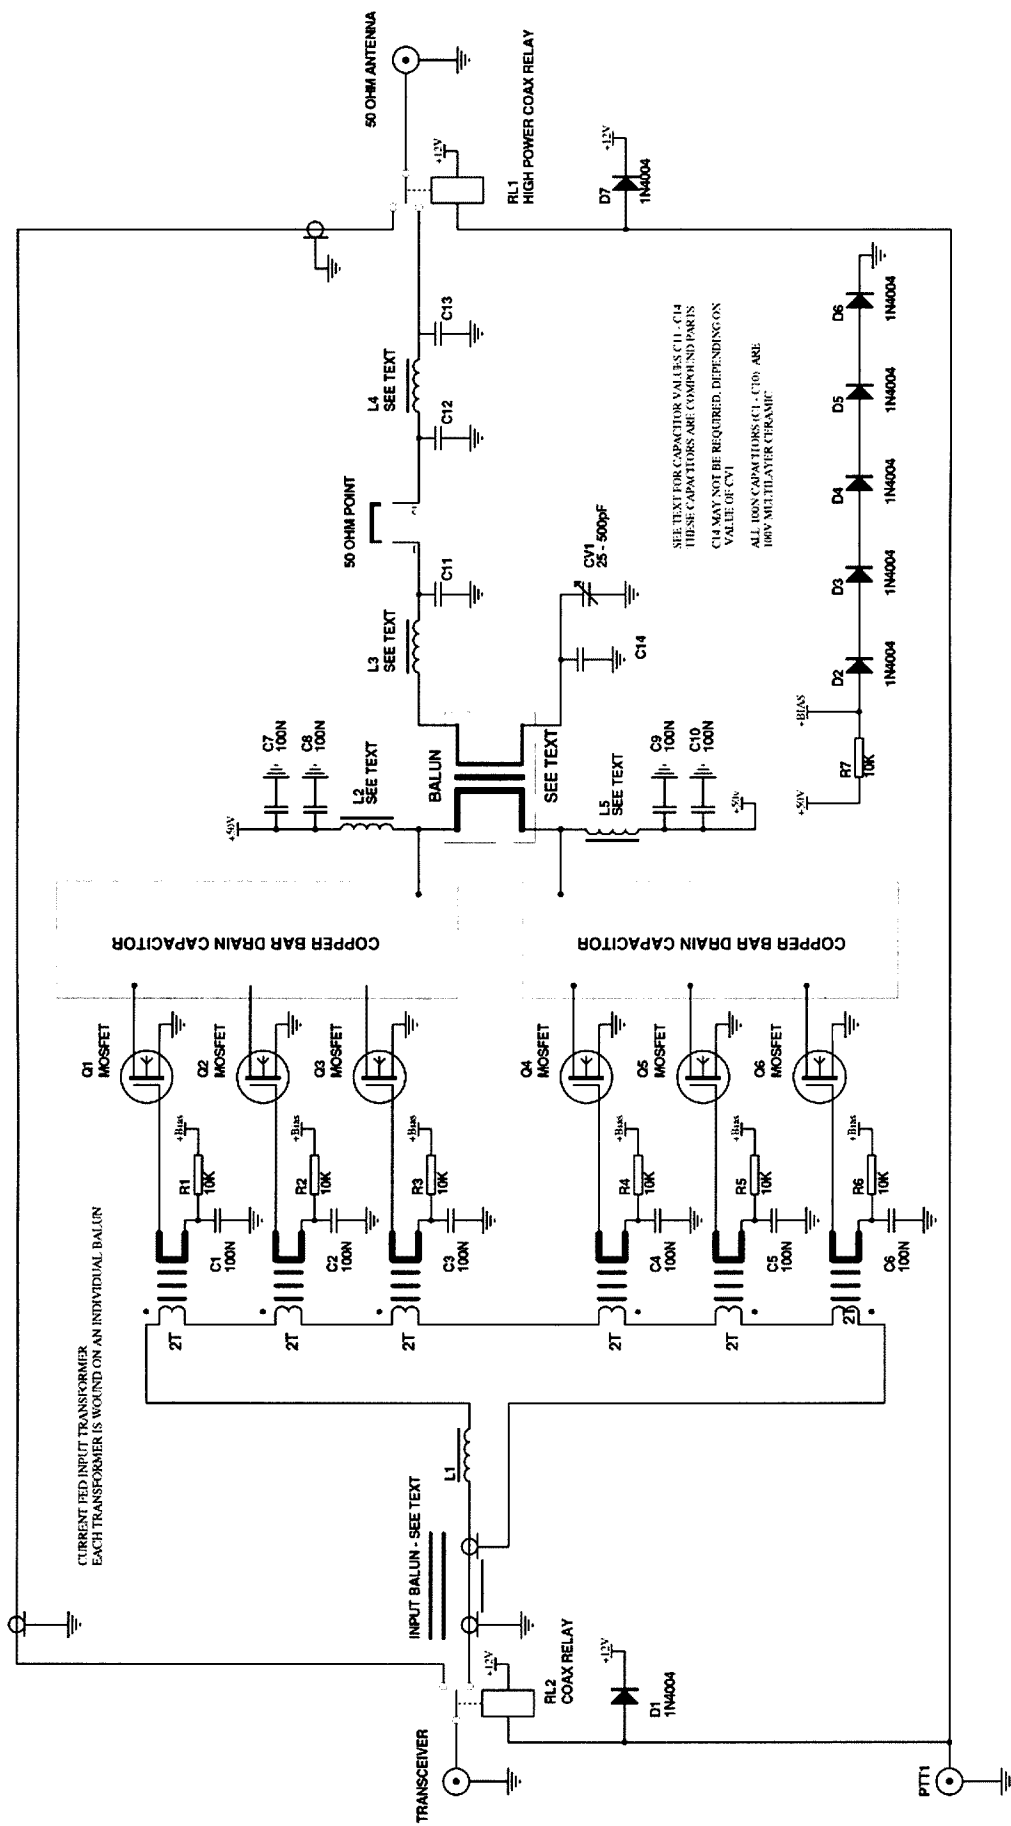 CURRENT FED INPUT TRANSFORMER
EACH TRANSFORMER IS WOUND ON AN INDIVIDUAL BALUN
TRANSCEIVER
RL2
COAX RELAY
+12V
D1
1N4004
+12V
PTT1
INPUT BALUN - SEE TEXT
L1
2T
2T
2T
2T
2T
2T
C1
100N
C2
100N
C3
100N
C4
100N
C5
100N
C6
100N
R1
10K
R2
10K
R3
10K
R4
10K
R5
10K
R6
10K
+Bias
+Bias
+Bias
+Bias
+Bias
+Bias
Q1
MOSFET
Q2
MOSFET
Q3
MOSFET
Q4
MOSFET
Q5
MOSFET
Q6
MOSFET
COPPER BAR DRAIN CAPACITOR
COPPER BAR DRAIN CAPACITOR
+50V
C7
100N
C8
100N
L2
SEE TEXT
BALUN
SEE TEXT
L5
SEE TEXT
C9
100N
C10
100N
+50v
L3
SEE TEXT
C11
C14
CV1
25 - 500pF
50 OHM POINT
C12
L4
SEE TEXT
C13
50 OHM ANTENNA
RL1
HIGH POWER COAX RELAY
+12V
D7
1N4004
+12V
SEE TEXT FOR CAPACITOR VALUES C11 - C14
THESE CAPACITORS ARE COMPOUND PARTS
C14 MAY NOT BE REQUIRED, DEPENDING ON
VALUE OF CV1
ALL 100N CAPACITORS (C1 - C10) ARE
100V MULTILAYER CERAMIC
+50V
R7
10K
+BIAS
D2
1N4004
D3
1N4004
D4
1N4004
D5
1N4004
D6
1N4004